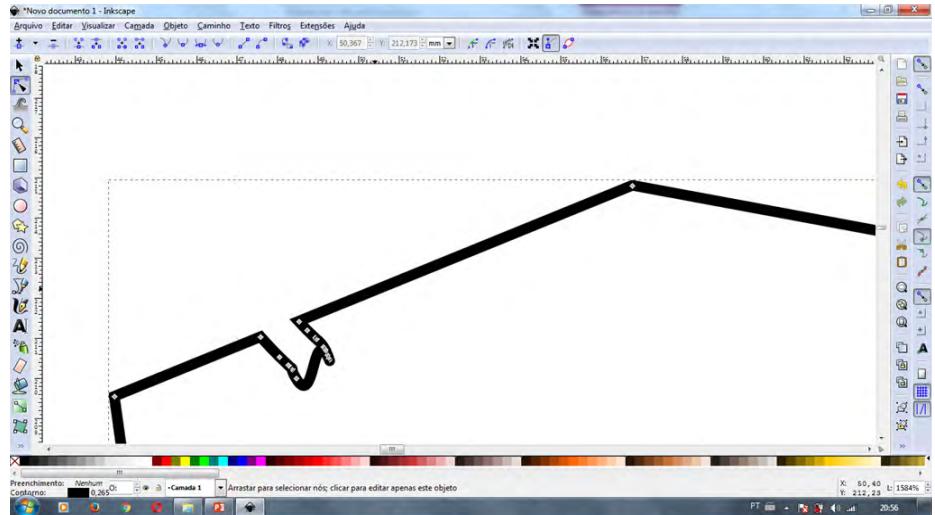 *Novo documento 1 - Inkscape
Arquivo Editar Visualizar Camada Objeto Caminho Texto Filtros Extensões Ajuda
X: 50,367 Y: 212,173 mm
Preenchimento: Nenhum
Contorno: 0,265 O: -Camada 1 Arrastar para selecionar nós; clicar para editar apenas este objeto X: 50,40 Y: 212,23 L: 1584%
PT 20:56